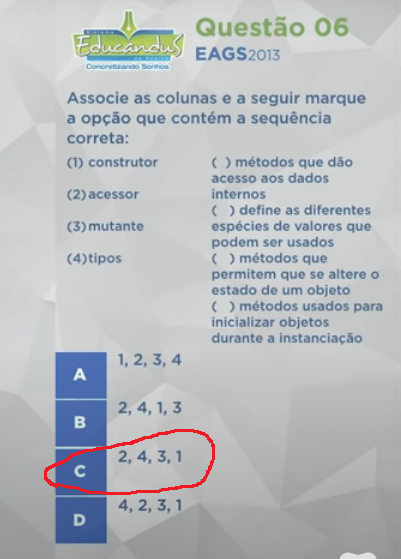 Sistema
EducanduS
de Ensino
Concretizando Sonhos
Questão 06
EAGS2013
Associe as colunas e a seguir marque
a opção que contém a sequência
correta:
(1) construtor
(2) acessor
(3) mutante
(4) tipos
( ) métodos que dão
acesso aos dados
internos
( ) define as diferentes
espécies de valores que
podem ser usados
( ) métodos que
permitem que se altere o
estado de um objeto
( ) métodos usados para
inicializar objetos
durante a instanciação
A 1, 2, 3, 4
B 2, 4, 1, 3
C 2, 4, 3, 1
D 4, 2, 3, 1